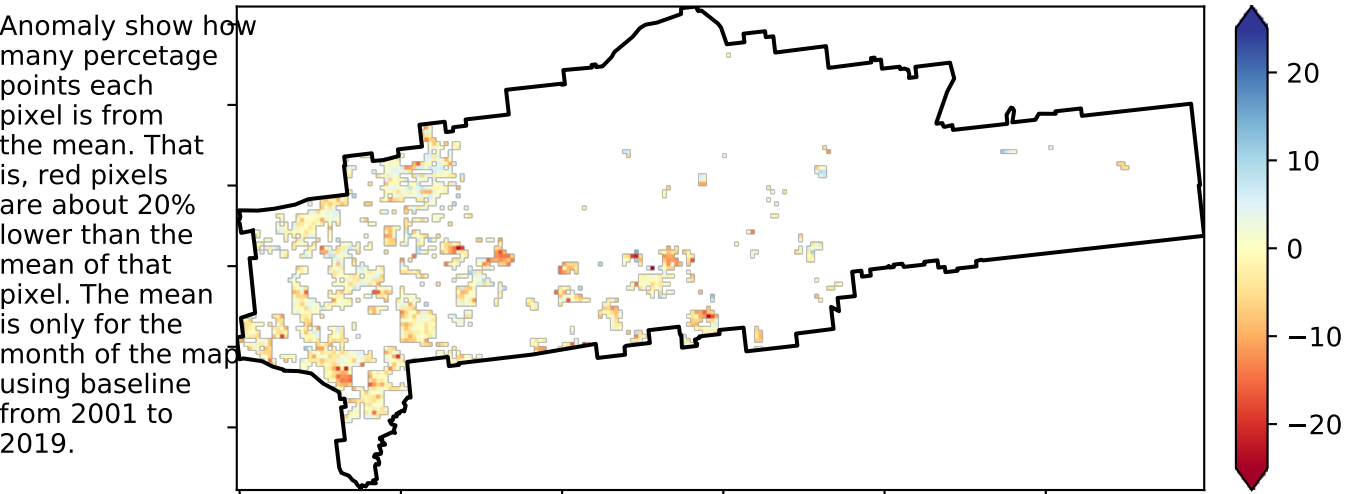 Anomaly show how
many percetage
points each
pixel is from
the mean. That
is, red pixels
are about 20%
lower than the
mean of that
pixel. The mean
is only for the
month of the map
using baseline
from 2001 to
2019.
20
10
0
−10
−20